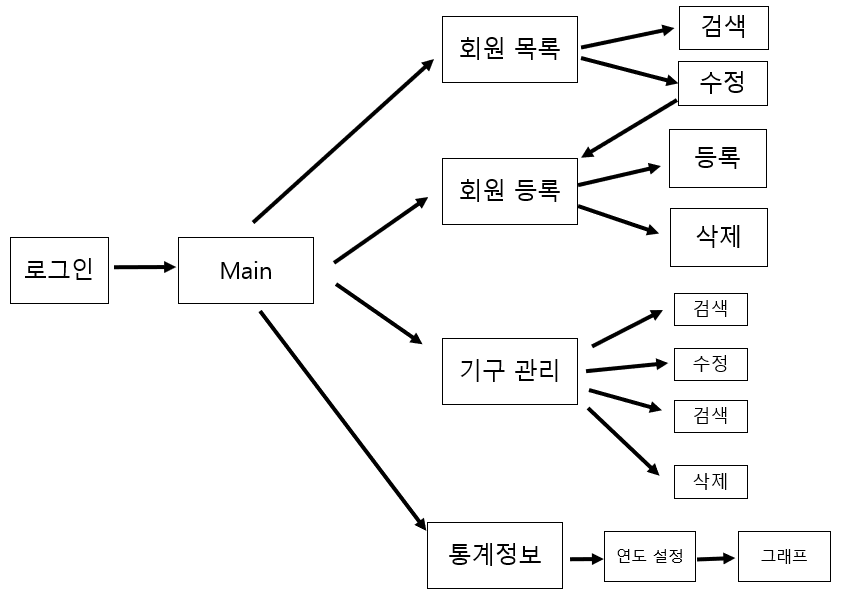 로그인
Main
회원 목록
검색
수정
회원 등록
등록
삭제
기구 관리
검색
수정
검색
삭제
통계정보
연도 설정
그래프